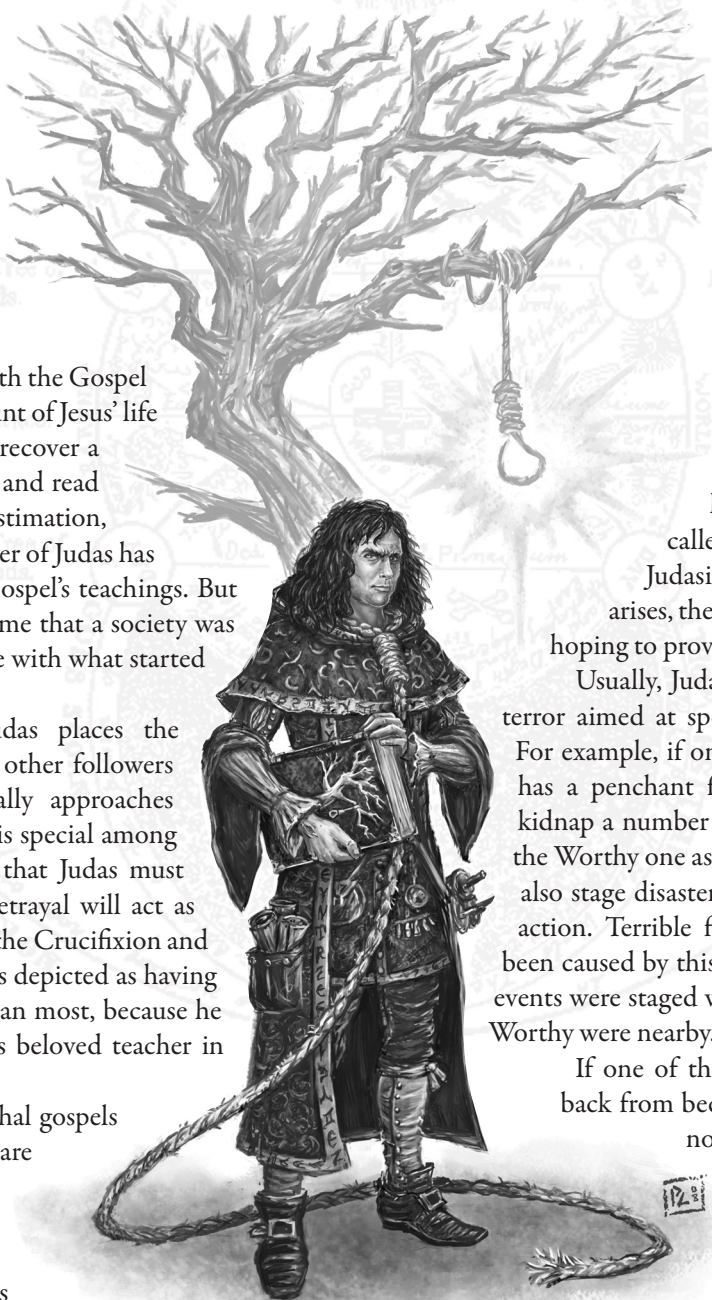 th the Gospel
nt of Jesus’ life
recover a
and read
stimation,
er of Judas has
ospel’s teachings. But
me that a society was
e with what started
udas places the
other followers
ally approaches
is special among
that Judas must
etrayal will act as
the Crucifixion and
s depicted as having
an most, because he
s beloved teacher in
hal gospels
are
s
calle
Judasi
arises, the
hoping to prov
Usually, Juda
terror aimed at spe
For example, if on
has a penchant f
kidnap a number
the Worthy one as
also stage disaster
action. Terrible f
been caused by this
events were staged w
Worthy were nearby.
If one of th
back from bec
no